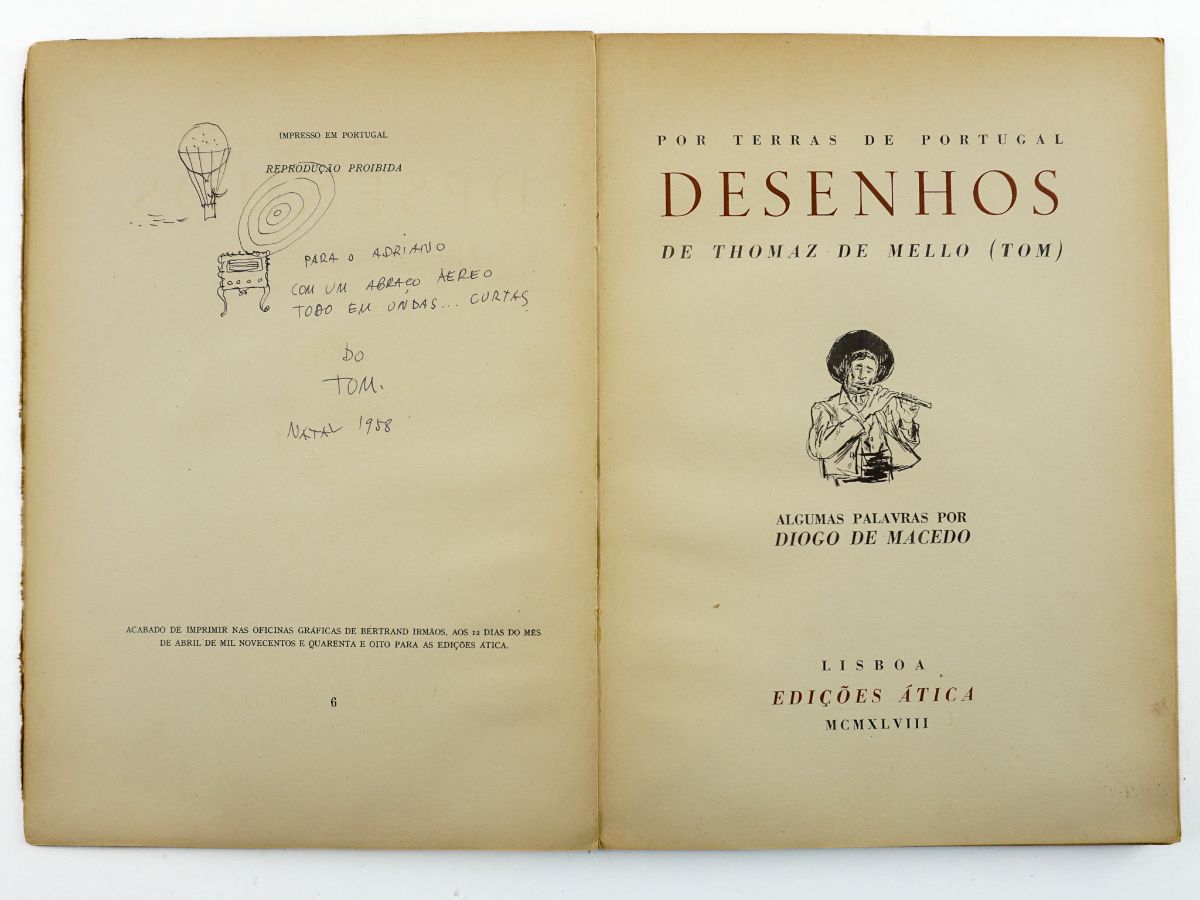 IMPRESSO EM PORTUGAL
REPRODUÇÃO PROIBIDA
PARA O ADRIANO
COM UM ABRAÇO AÉREO
TODO EM ONDAS... CURTAS
DO
TOM.
NATAL 1958
ACABADO DE IMPRIMIR NAS OFICINAS GRÁFICAS DE BERTRAND IRMÃOS, AOS 12 DIAS DO MÊS
DE ABRIL DE MIL NOVECENTOS E QUARENTA E OITO PARA AS EDIÇÕES ÁTICA.
6
POR TERRAS DE PORTUGAL
DESENHOS
DE THOMAZ DE MELLO (TOM)
ALGUMAS PALAVRAS POR
DIOGO DE MACEDO
LISBOA
EDIÇÕES ÁTICA
MCMXLVIII